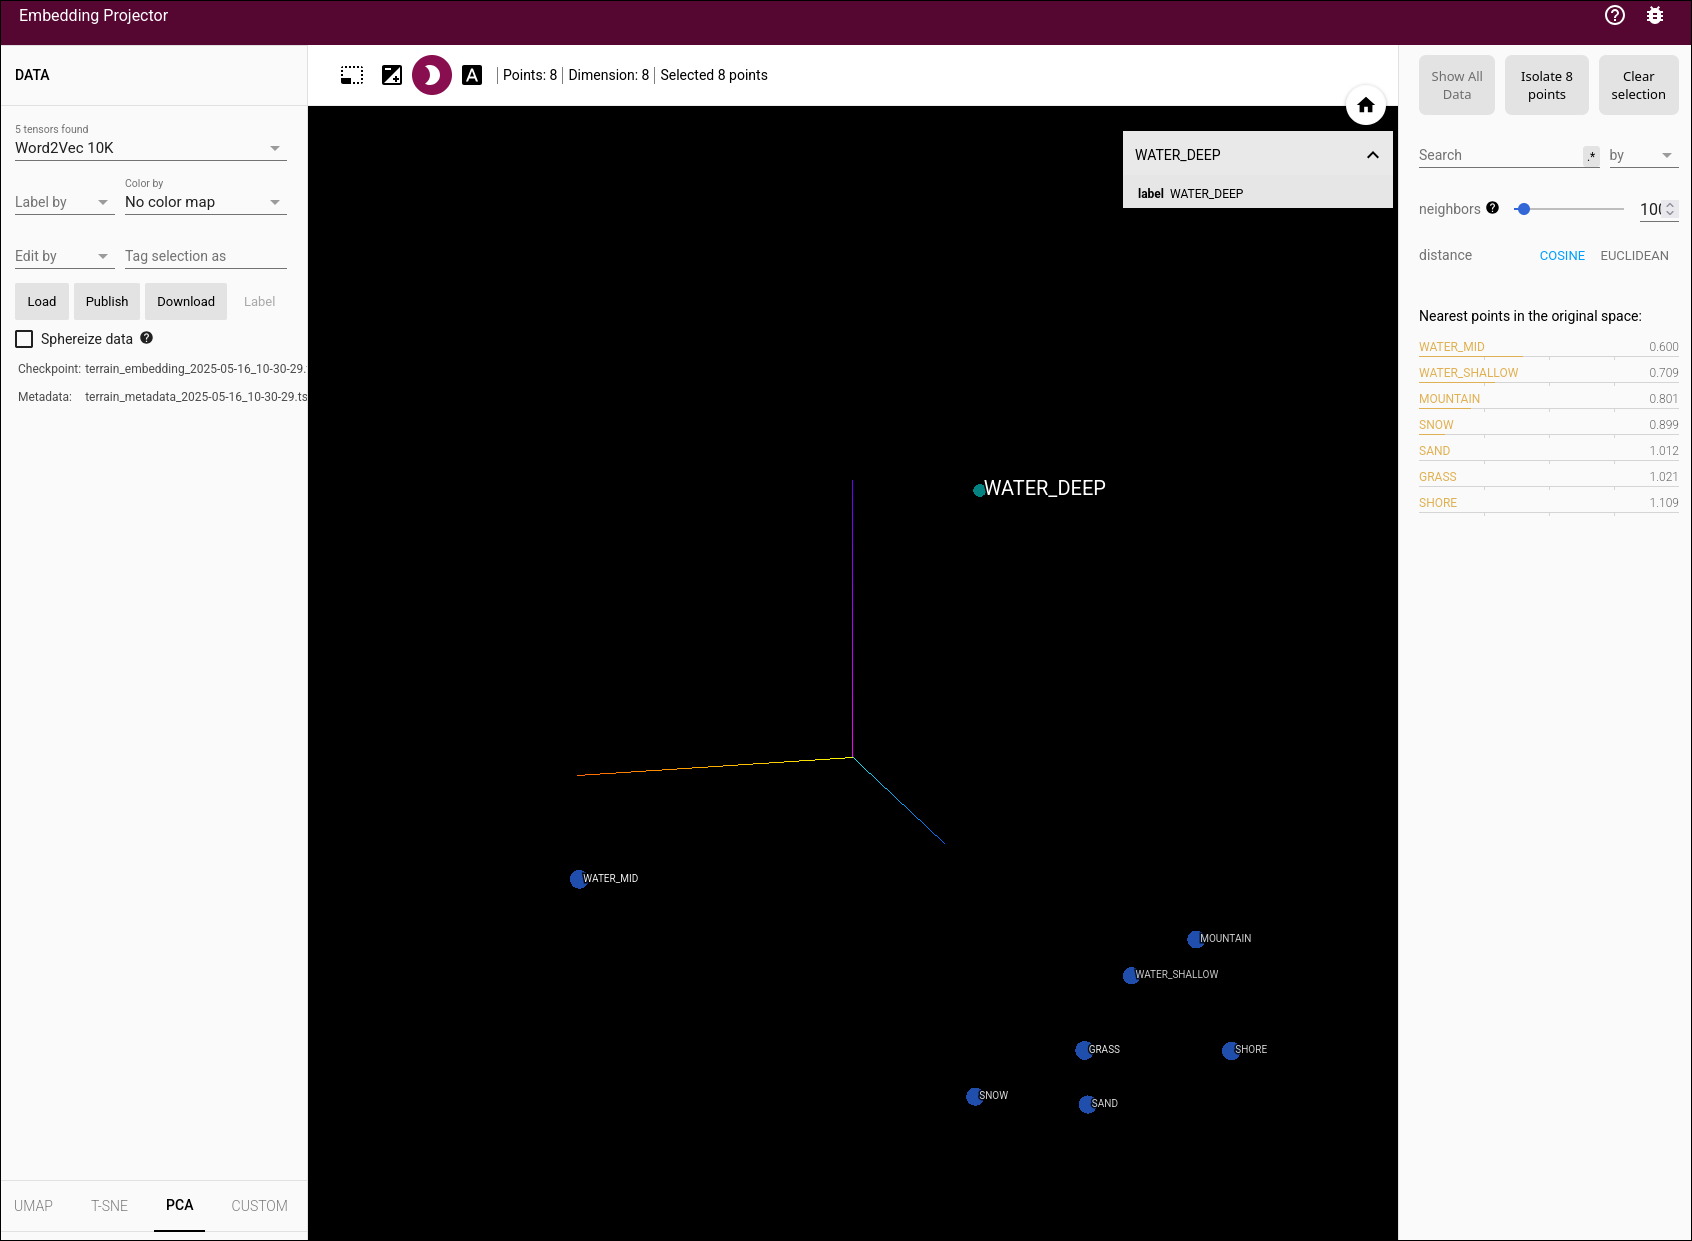 Embedding Projector
DATA
Points: 8 | Dimension: 8 | Selected 8 points
5 tensors found
Word2Vec 10K
Label by
Color by
No color map
Edit by
Tag selection as
Load
Publish
Download
Label
Sphereize data
Checkpoint: terrain_embedding_2025-05-16_10-30-29.
Metadata: terrain_metadata_2025-05-16_10-30-29.ts
UMAP
T-SNE
PCA
CUSTOM
WATER_DEEP
label WATER_DEEP
WATER_DEEP
WATER_MID
MOUNTAIN
WATER_SHALLOW
GRASS
SHORE
SNOW
SAND
Show All
Data
Isolate 8
points
Clear
selection
Search
.*
by
neighbors
100
distance
COSINE
EUCLIDEAN
Nearest points in the original space:
WATER_MID 0.600
WATER_SHALLOW 0.709
MOUNTAIN 0.801
SNOW 0.899
SAND 1.012
GRASS 1.021
SHORE 1.109